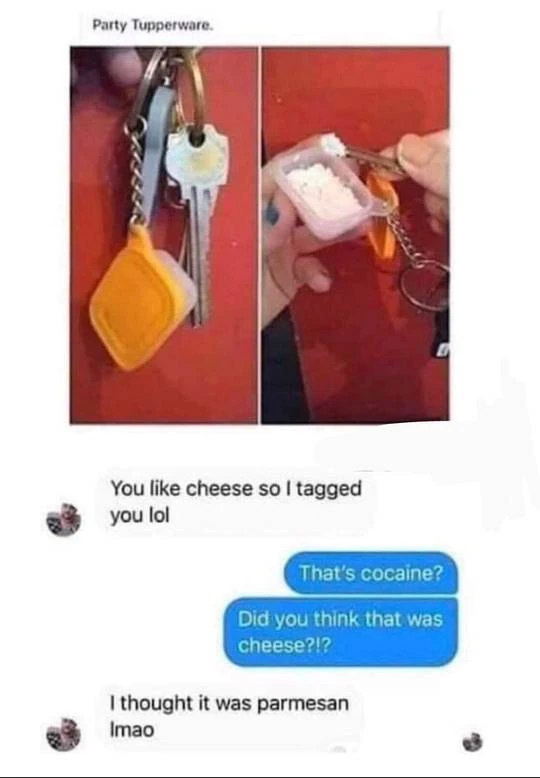 Party Tupperware.
You like cheese so I tagged
you lol
That's cocaine?
Did you think that was
cheese?!?
I thought it was parmesan
lmao